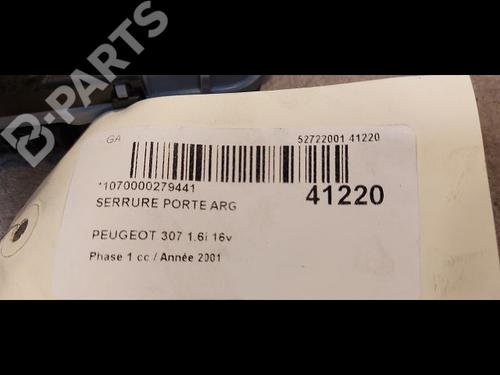 B-PARTS
GA
52722001 41220
*1070000279441
SERRURE PORTE ARG
41220
PEUGEOT 307 1.6i 16v
Phase 1 cc / Année 2001